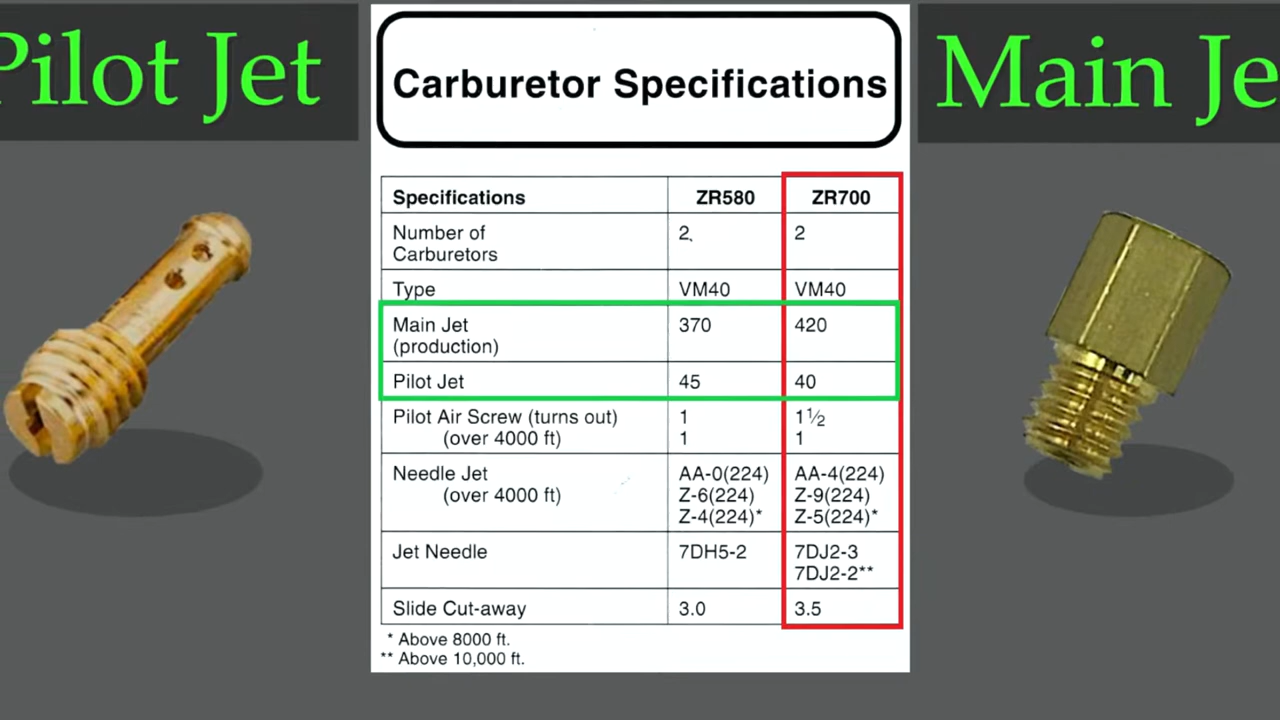 Pilot Jet
Carburetor Specifications
Main Je
Specifications ZR580 ZR700
Number of 2 2
Carburetors
Type VM40 VM40
Main Jet 370 420
(production)
Pilot Jet 45 40
Pilot Air Screw (turns out) 1 1½
(over 4000 ft) 1 1
Needle Jet AA-0(224) AA-4(224)
(over 4000 ft) Z-6(224) Z-9(224)
Z-4(224)* Z-5(224)*
Jet Needle 7DH5-2 7DJ2-3
7DJ2-2**
Slide Cut-away 3.0 3.5
* Above 8000 ft.
** Above 10,000 ft.